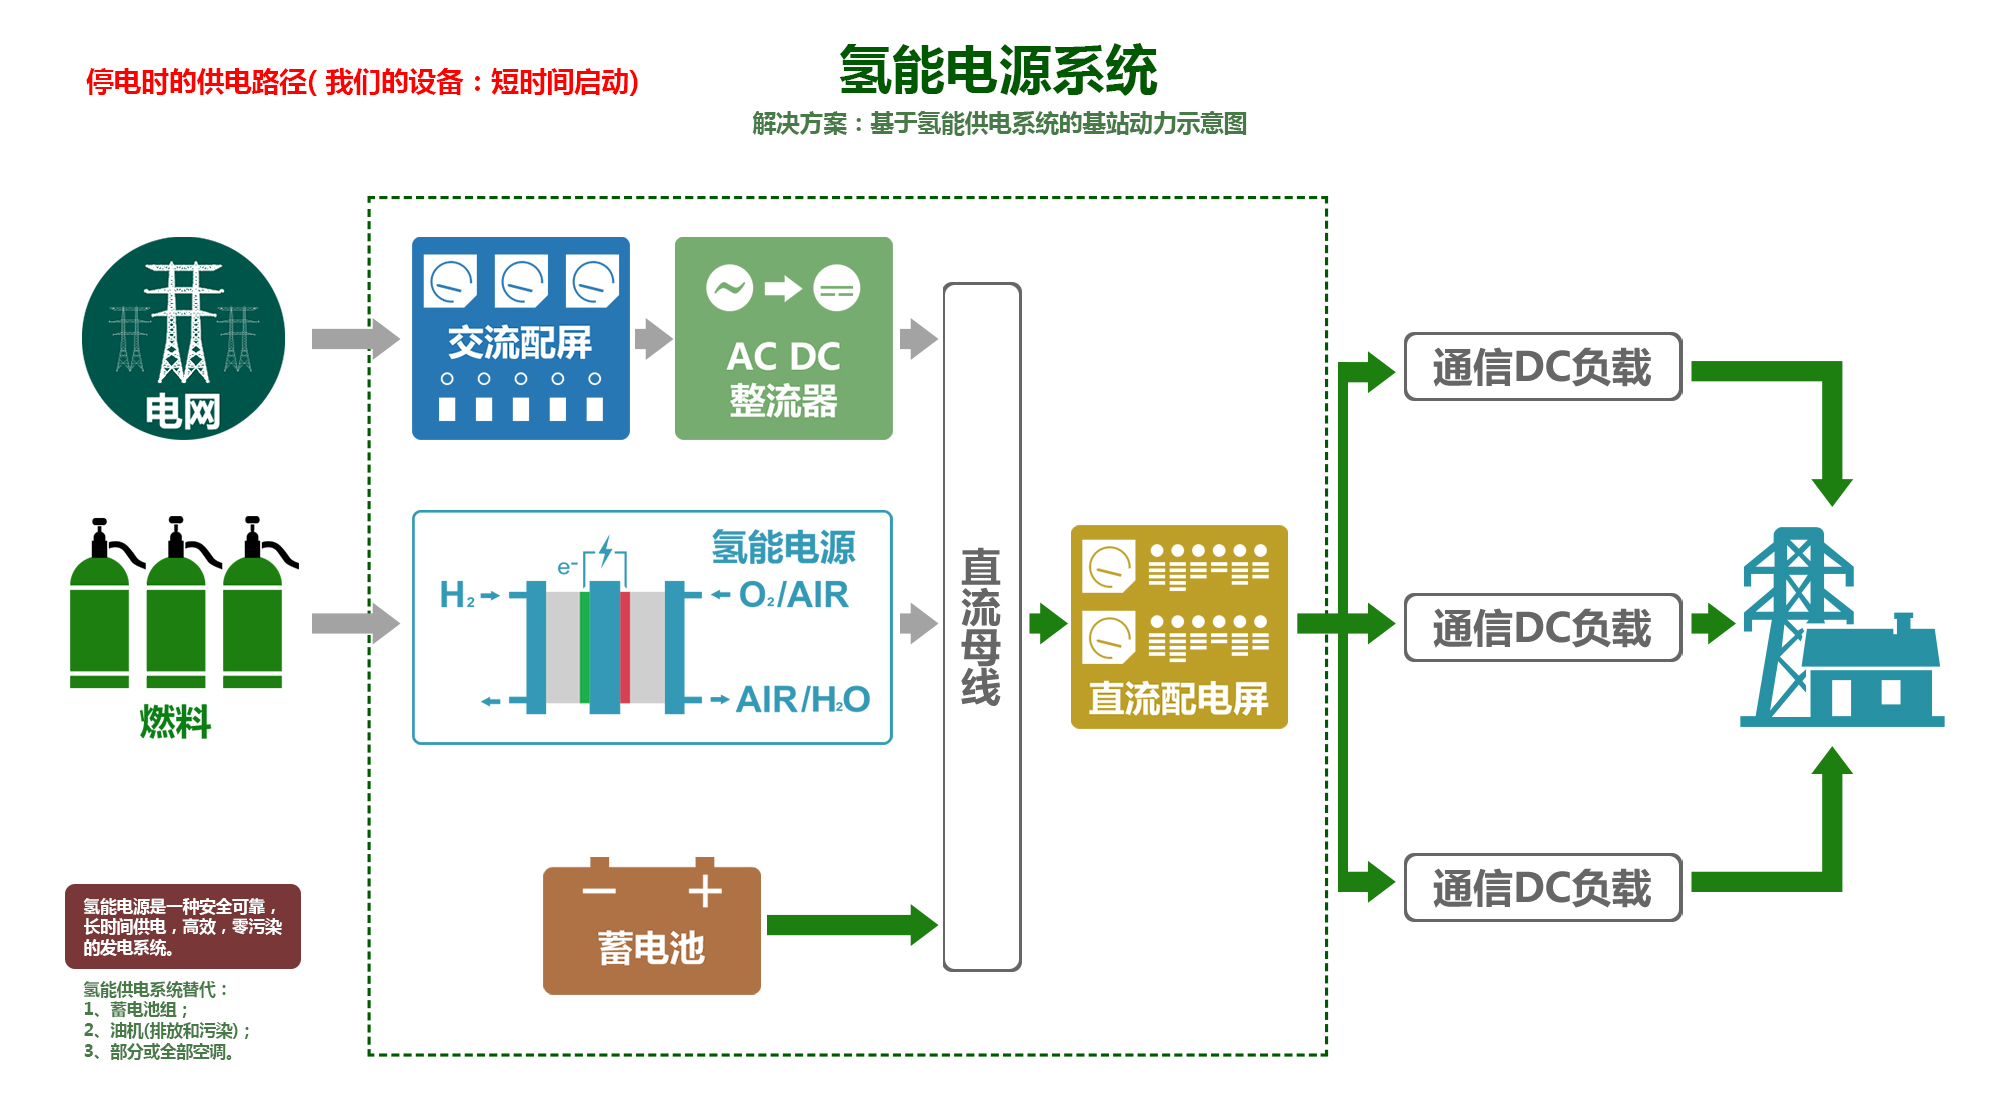 氢能电源系统
停电时的供电路径( 我们的设备：短时间启动)
解决方案：基于氢能供电系统的基站动力示意图
电网
交流配屏
AC DC
整流器
燃料
氢能电源
e⁻
H₂
O₂/AIR
AIR/H₂O
直流母线
直流配电屏
蓄电池
通信DC负载
通信DC负载
通信DC负载
氢能电源是一种安全可靠，
长时间供电，高效，零污染
的发电系统。
氢能供电系统替代：
1、蓄电池组；
2、油机(排放和污染)；
3、部分或全部空调。